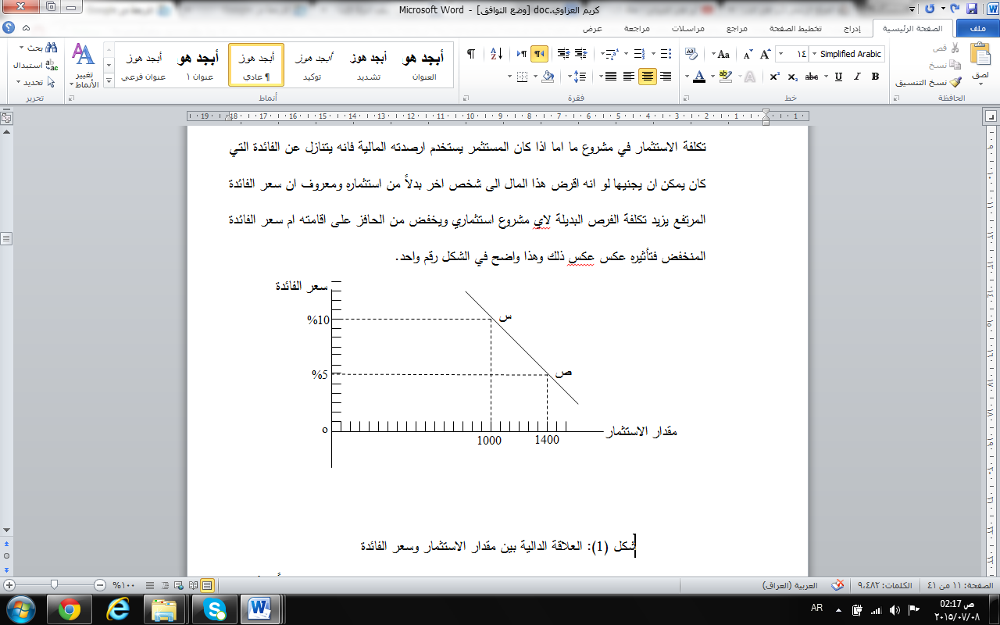 كريم العزاوي.doc [وضع التوافق] - Microsoft Word
ملف
الصفحة الرئيسية
إدراج
تخطيط الصفحة
مراجع
مراسلات
مراجعة
عرض
لصق
قص
نسخ
نسخ التنسيق
الحافظة
Simplified Arabic
١٤
خط
فقرة
أبجد هوز
العنوان
أبجد هوز
تشديد
أبجد هوز
توكيد
أبجد هوز
¶ عادي
أبجد هو
عنوان ١
أبجد هوز
عنوان فرعي
أنماط
تغيير الأنماط
بحث
استبدال
تحديد
تحرير
تكلفة الاستثمار في مشروع ما اما اذا كان المستثمر يستخدم ارصدته المالية فانه يتنازل عن الفائدة التي
كان يمكن ان يجنيها لو انه اقرض هذا المال الى شخص اخر بدلاً من استثماره ومعروف ان سعر الفائدة
المرتفع يزيد تكلفة الفرص البديلة لاي مشروع استثماري ويخفض من الحافز على اقامته ام سعر الفائدة
المنخفض فتأثيره عكس عكس ذلك وهذا واضح في الشكل رقم واحد.
سعر الفائدة
%10
س
%5
ص
o
1000
1400
مقدار الاستثمار
شكل (1): العلاقة الدالية بين مقدار الاستثمار وسعر الفائدة
الصفحة: ١١ من ٤١
الكلمات: ٩،٤٨٢
العربية (العراق)
%١٠٠
AR
02:17 ص
٢٠١٥/٠٧/٠٨